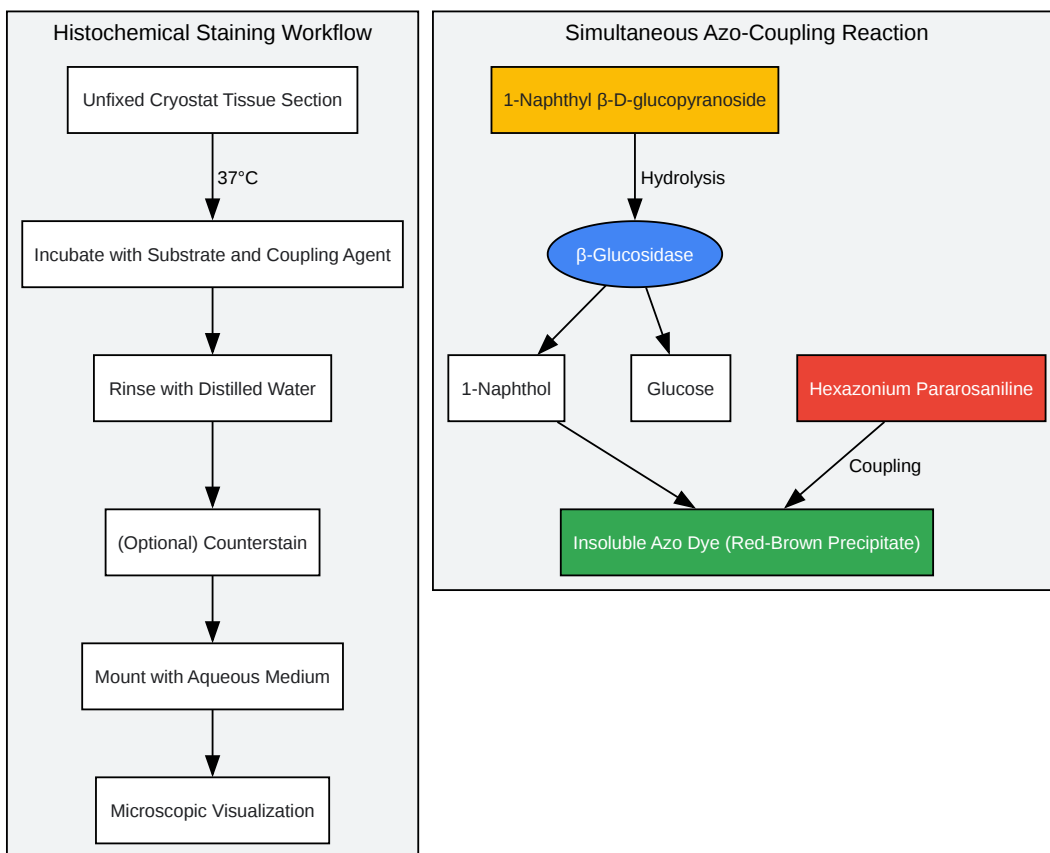 Histochemical Staining Workflow
Unfixed Cryostat Tissue Section
37°C
Incubate with Substrate and Coupling Agent
Rinse with Distilled Water
(Optional) Counterstain
Mount with Aqueous Medium
Microscopic Visualization
Simultaneous Azo-Coupling Reaction
1-Naphthyl β-D-glucopyranoside
Hydrolysis
β-Glucosidase
1-Naphthol
Glucose
Hexazonium Pararosaniline
Coupling
Insoluble Azo Dye (Red-Brown Precipitate)